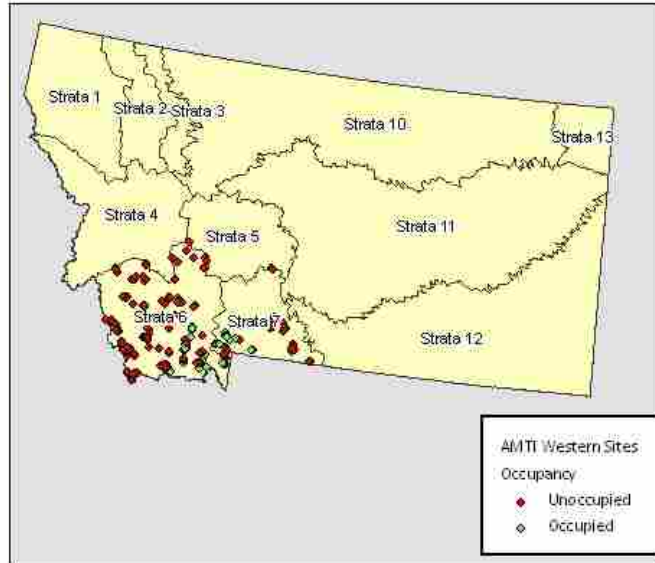 Strata 1
Strata 2
Strata 3
Strata 10
Strata 13
Strata 4
Strata 5
Strata 11
Strata 6
Strata 7
Strata 12
AMTI Western Sites
Occupancy
Unoccupied
Occupied